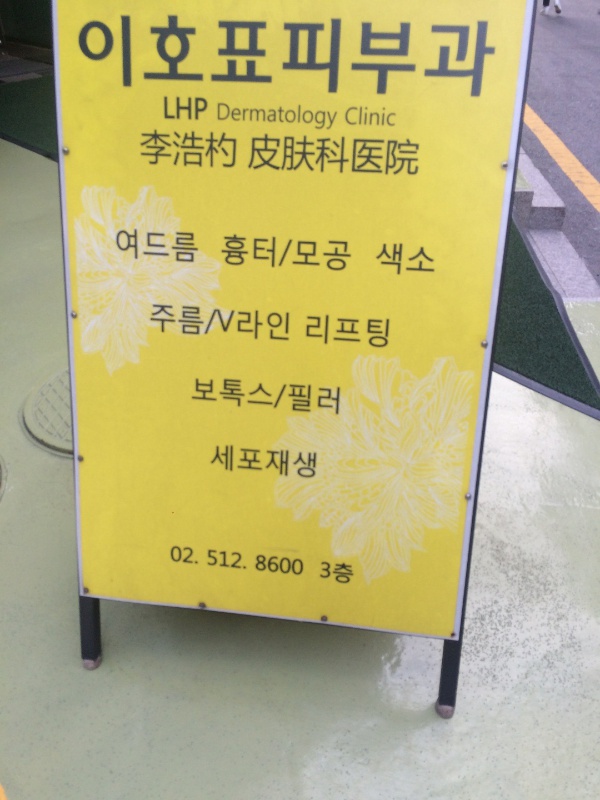 이호표피부과
LHP Dermatology Clinic
李浩杓 皮肤科医院
여드름 흉터/모공 색소
주름/V라인 리프팅
보톡스/필러
세포재생
02. 512. 8600 3층